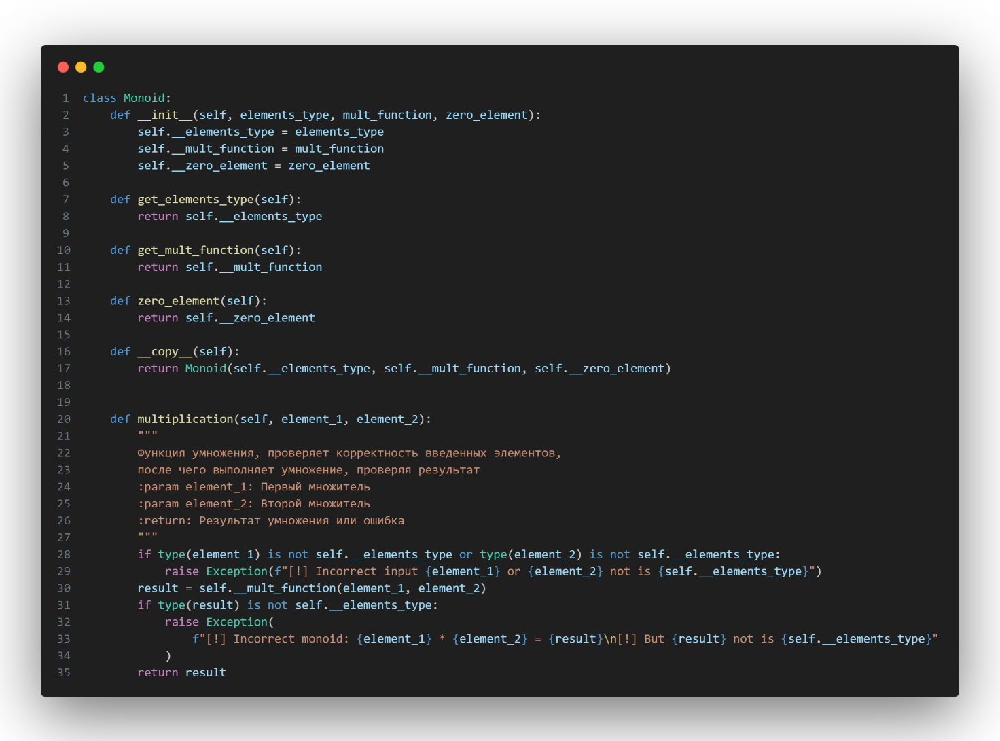 1 class Monoid:
2     def __init__(self, elements_type, mult_function, zero_element):
3         self.__elements_type = elements_type
4         self.__mult_function = mult_function
5         self.__zero_element = zero_element
6
7     def get_elements_type(self):
8         return self.__elements_type
9
10     def get_mult_function(self):
11         return self.__mult_function
12
13     def zero_element(self):
14         return self.__zero_element
15
16     def __copy__(self):
17         return Monoid(self.__elements_type, self.__mult_function, self.__zero_element)
18
19
20     def multiplication(self, element_1, element_2):
21         """
22         Функция умножения, проверяет корректность введенных элементов,
23         после чего выполняет умножение, проверяя результат
24         :param element_1: Первый множитель
25         :param element_2: Второй множитель
26         :return: Результат умножения или ошибка
27         """
28         if type(element_1) is not self.__elements_type or type(element_2) is not self.__elements_type:
29             raise Exception(f"[!] Incorrect input {element_1} or {element_2} not is {self.__elements_type}")
30         result = self.__mult_function(element_1, element_2)
31         if type(result) is not self.__elements_type:
32             raise Exception(
33                 f"[!] Incorrect monoid: {element_1} * {element_2} = {result}\n[!] But {result} not is {self.__elements_type}"
34             )
35         return result